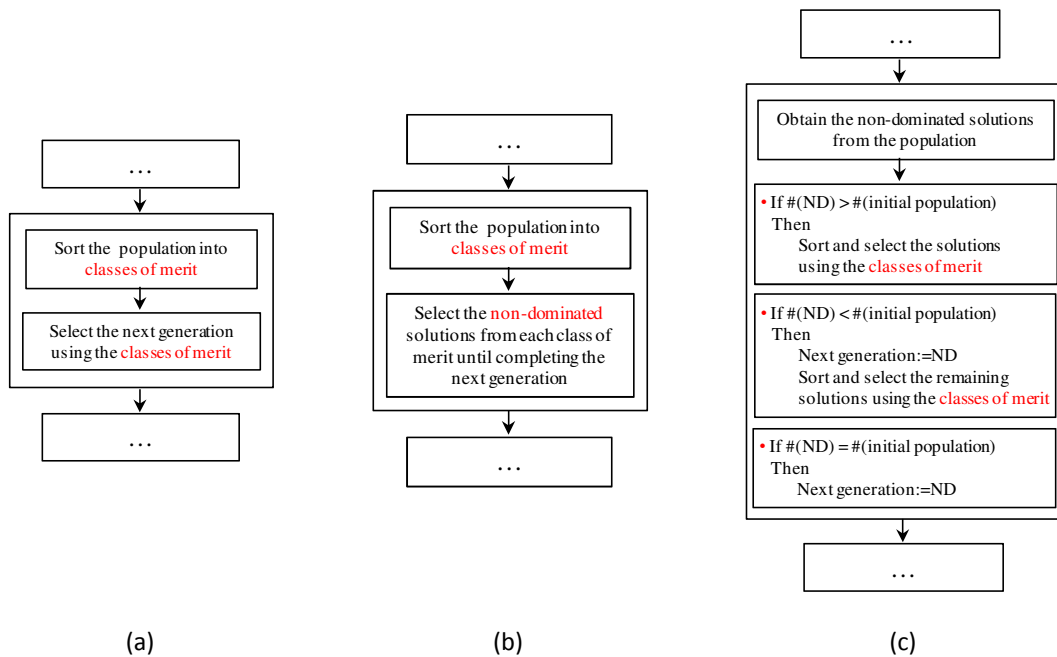 …
Sort the population into
classes of merit
Select the next generation
using the classes of merit
…
(a)
…
Sort the population into
classes of merit
Select the non-dominated
solutions from each class of
merit until completing the
next generation
…
(b)
…
Obtain the non-dominated solutions
from the population
• If #(ND) > #(initial population)
Then
Sort and select the solutions
using the classes of merit
• If #(ND) < #(initial population)
Then
Next generation:=ND
Sort and select the remaining
solutions using the classes of merit
• If #(ND) = #(initial population)
Then
Next generation:=ND
…
(c)